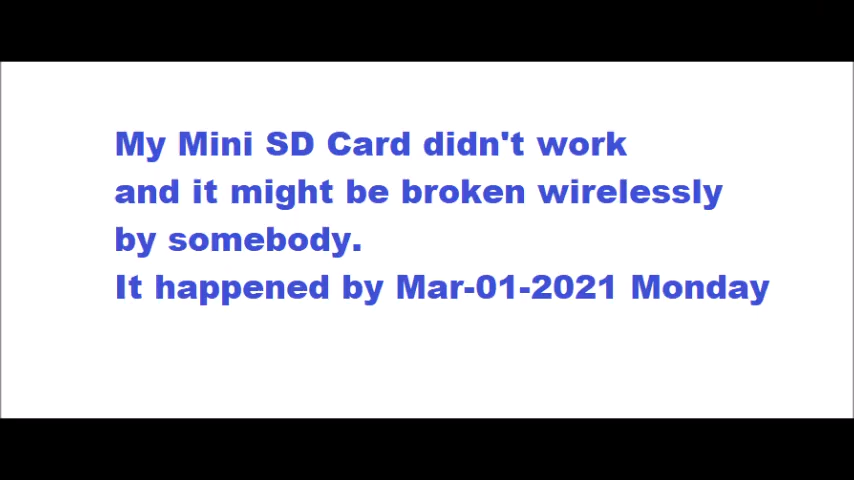 My Mini SD Card didn't work
and it might be broken wirelessly
by somebody.
It happened by Mar-01-2021 Monday